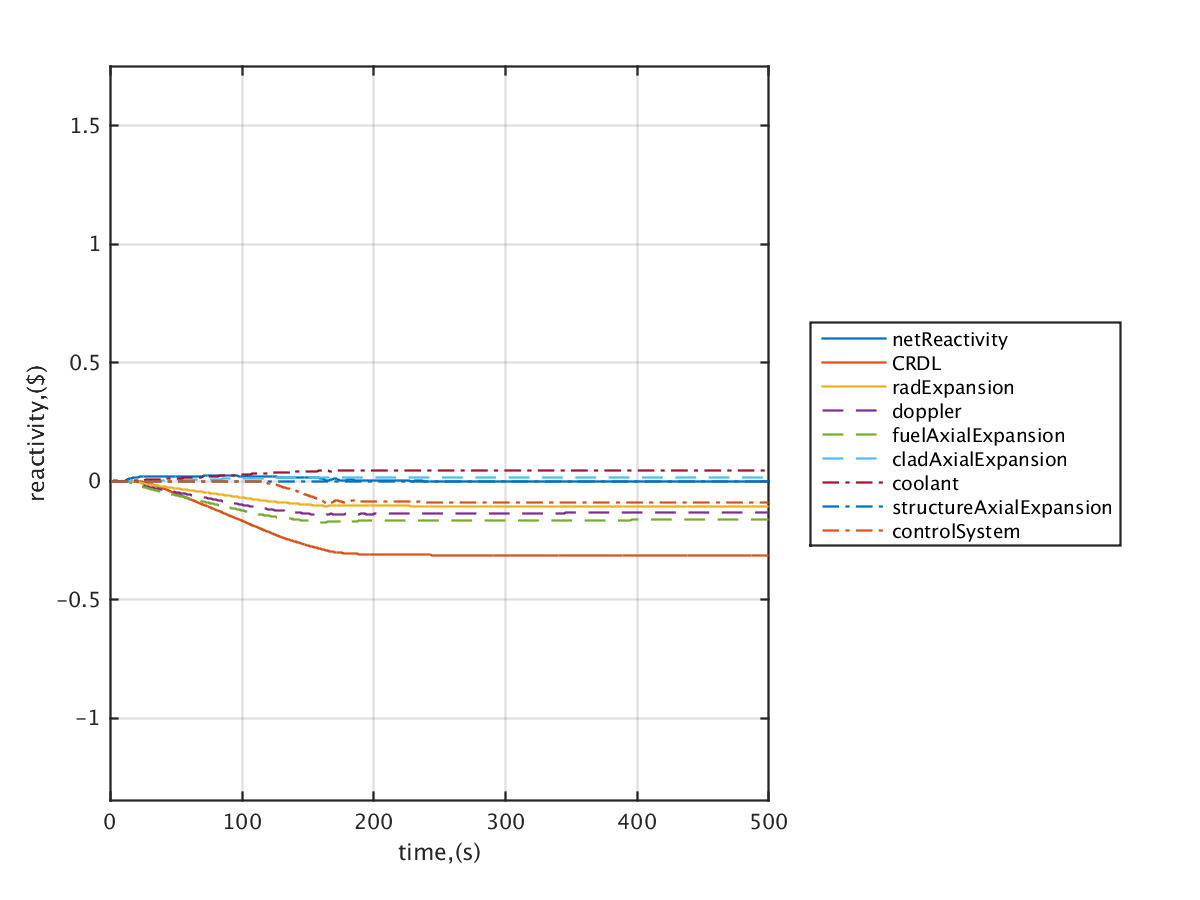 1.5
1
0.5
0
−0.5
−1
0
100
200
300
400
500
reactivity,($)
time,(s)
netReactivity
CRDL
radExpansion
doppler
fuelAxialExpansion
cladAxialExpansion
coolant
structureAxialExpansion
controlSystem